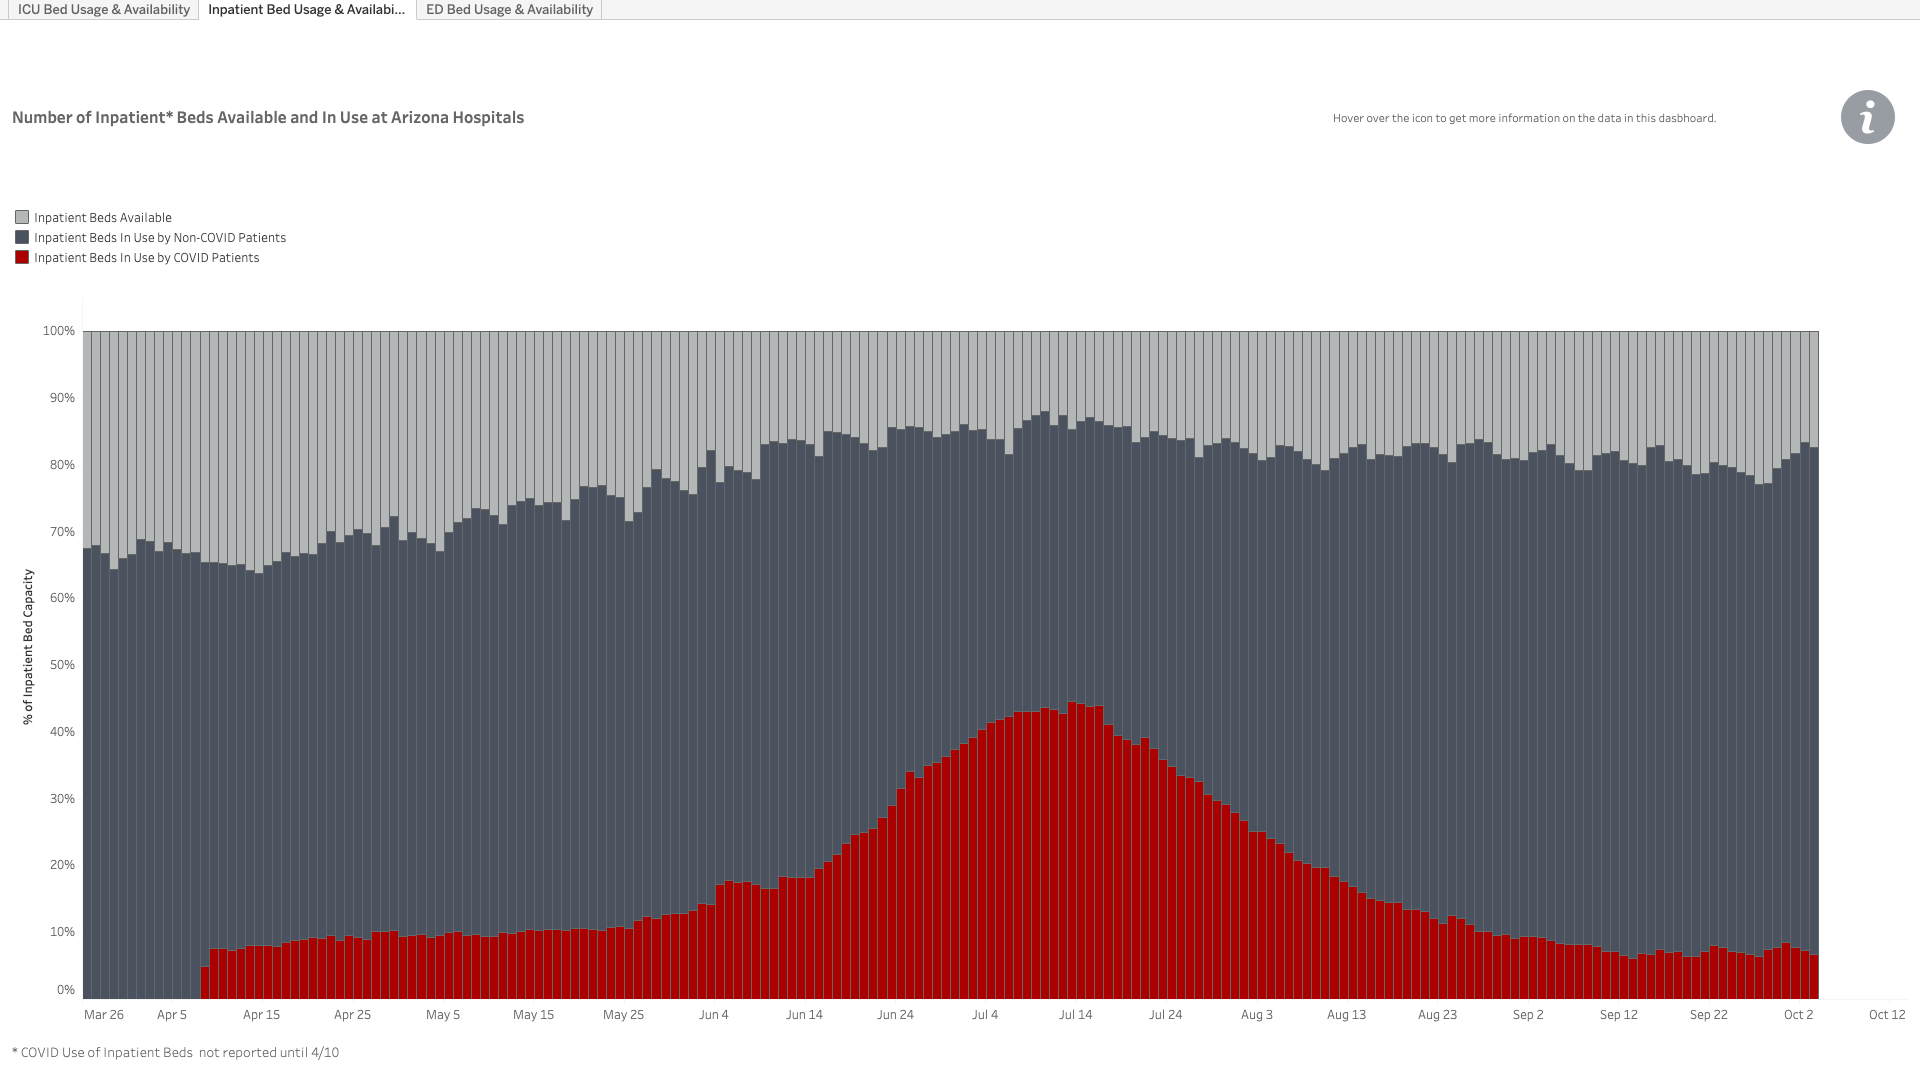 ICU Bed Usage & Availability
Inpatient Bed Usage & Availabi...
ED Bed Usage & Availability
Number of Inpatient* Beds Available and In Use at Arizona Hospitals
Hover over the icon to get more information on the data in this dasbhoard.
i
Inpatient Beds Available
Inpatient Beds In Use by Non-COVID Patients
Inpatient Beds In Use by COVID Patients
% of Inpatient Bed Capacity
100%
90%
80%
70%
60%
50%
40%
30%
20%
10%
0%
Mar 26 Apr 5 Apr 15 Apr 25 May 5 May 15 May 25 Jun 4 Jun 14 Jun 24 Jul 4 Jul 14 Jul 24 Aug 3 Aug 13 Aug 23 Sep 2 Sep 12 Sep 22 Oct 2 Oct 12
* COVID Use of Inpatient Beds  not reported until 4/10